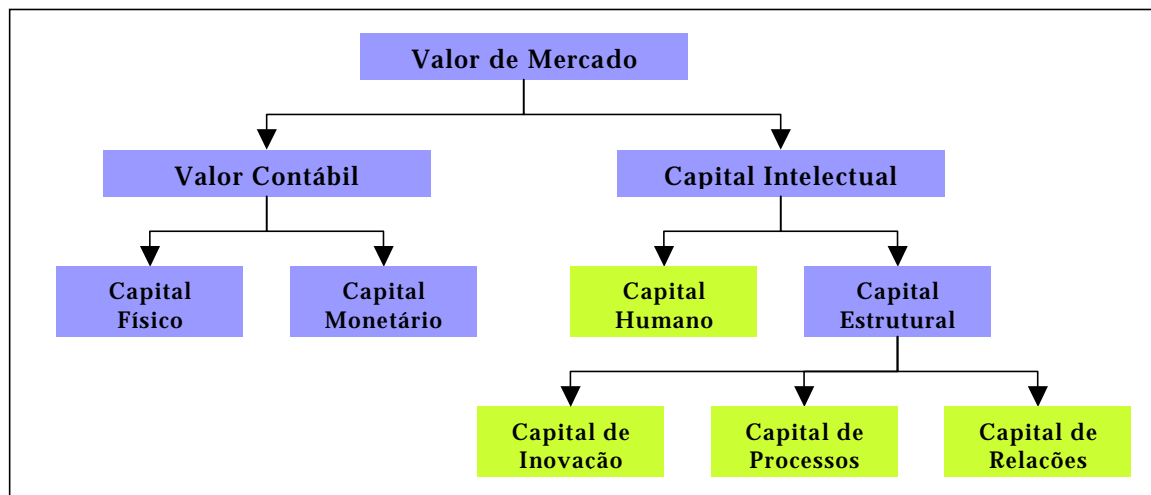 Valor de Mercado
Valor Contábil
Capital Intelectual
Capital
Físico
Capital
Monetário
Capital
Humano
Capital
Estrutural
Capital de
Inovação
Capital de
Processos
Capital de
Relacões